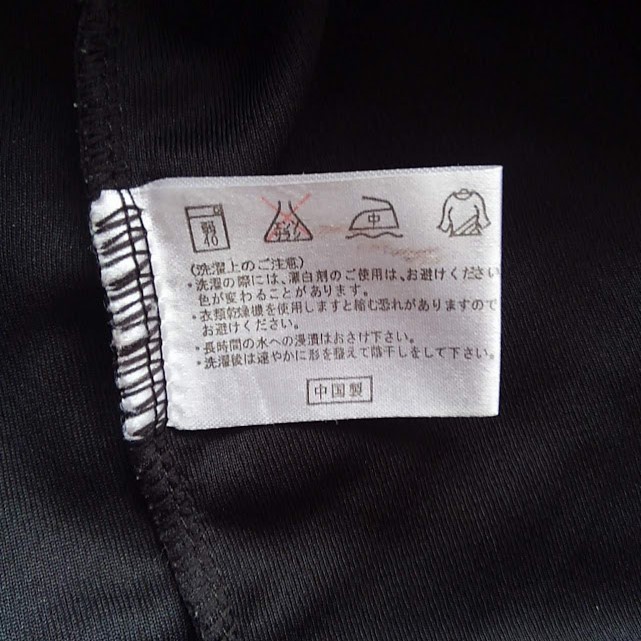 弱
40
エンソ
サラシ
中
(洗濯上のご注意)
・洗濯の際には、漂白剤のご使用は、お避けください
色が変わることがあります。
・衣類乾燥機を使用しますと縮む恐れがありますので
お避けください。
・長時間の水への浸漬はおさけ下さい。
・洗濯後は速やかに形を整えて蔭干しをして下さい。
中国製